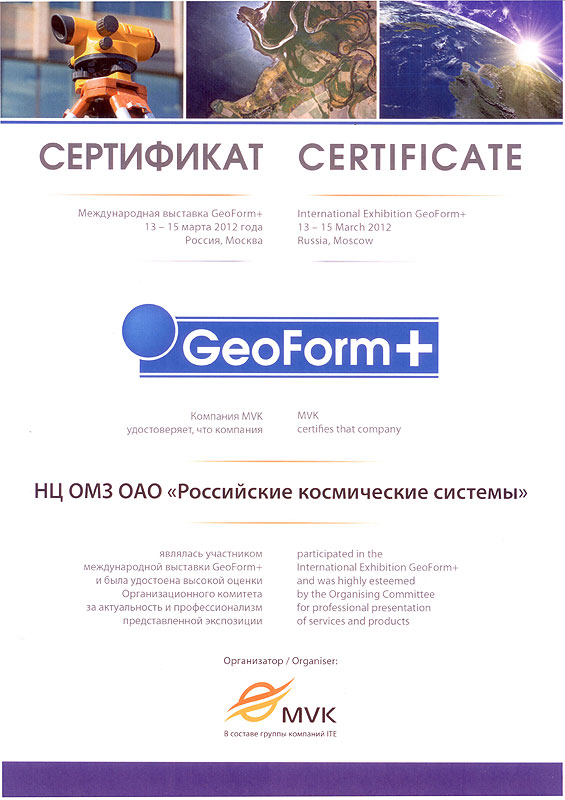 СЕРТИФИКАТ
CERTIFICATE
Международная выставка GeoForm+
13 – 15 марта 2012 года
Россия, Москва
International Exhibition GeoForm+
13 – 15 March 2012
Russia, Moscow
GeoForm+
Компания MVK
удостоверяет, что компания
MVK
certifies that company
НЦ ОМЗ ОАО «Российские космические системы»
являлась участником
международной выставки GeoForm+
и была удостоена высокой оценки
Организационного комитета
за актуальность и профессионализм
представленной экспозиции
participated in the
International Exhibition GeoForm+
and was highly esteemed
by the Organising Committee
for professional presentation
of services and products
Организатор / Organiser:
MVK
В составе группы компаний ITE